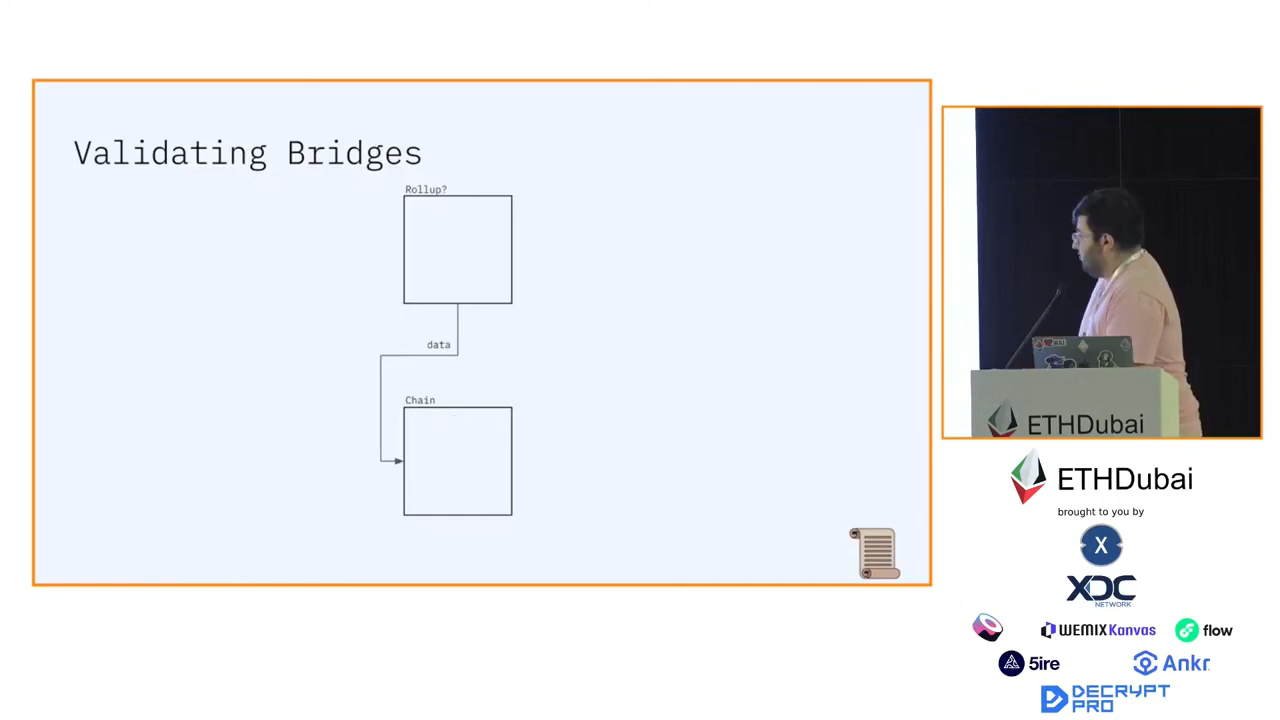 Validating Bridges
Rollup?
data
Chain
ETHDubai
ETHDubai
brought to you by
X
XDC
NETWORK
WEMIX Kanvas
flow
5ire
Ankr
DECRYPT
PRO